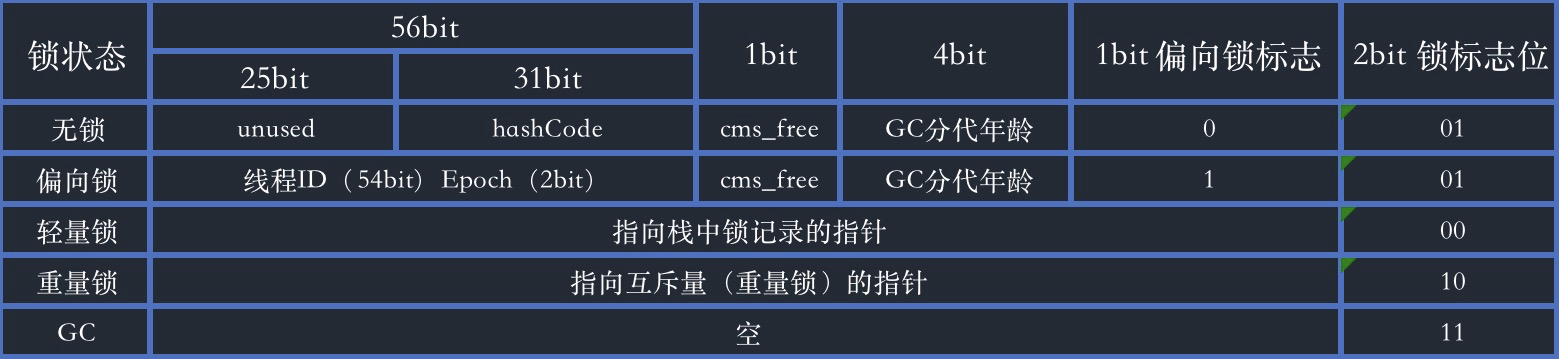 锁状态 56bit 1bit 4bit 1bit 偏向锁标志 2bit 锁标志位
25bit 31bit
无锁 unused hashCode cms_free GC分代年龄 0 01
偏向锁 线程ID（54bit）Epoch（2bit） cms_free GC分代年龄 1 01
轻量锁 指向栈中锁记录的指针 00
重量锁 指向互斥量（重量锁）的指针 10
GC 空 11